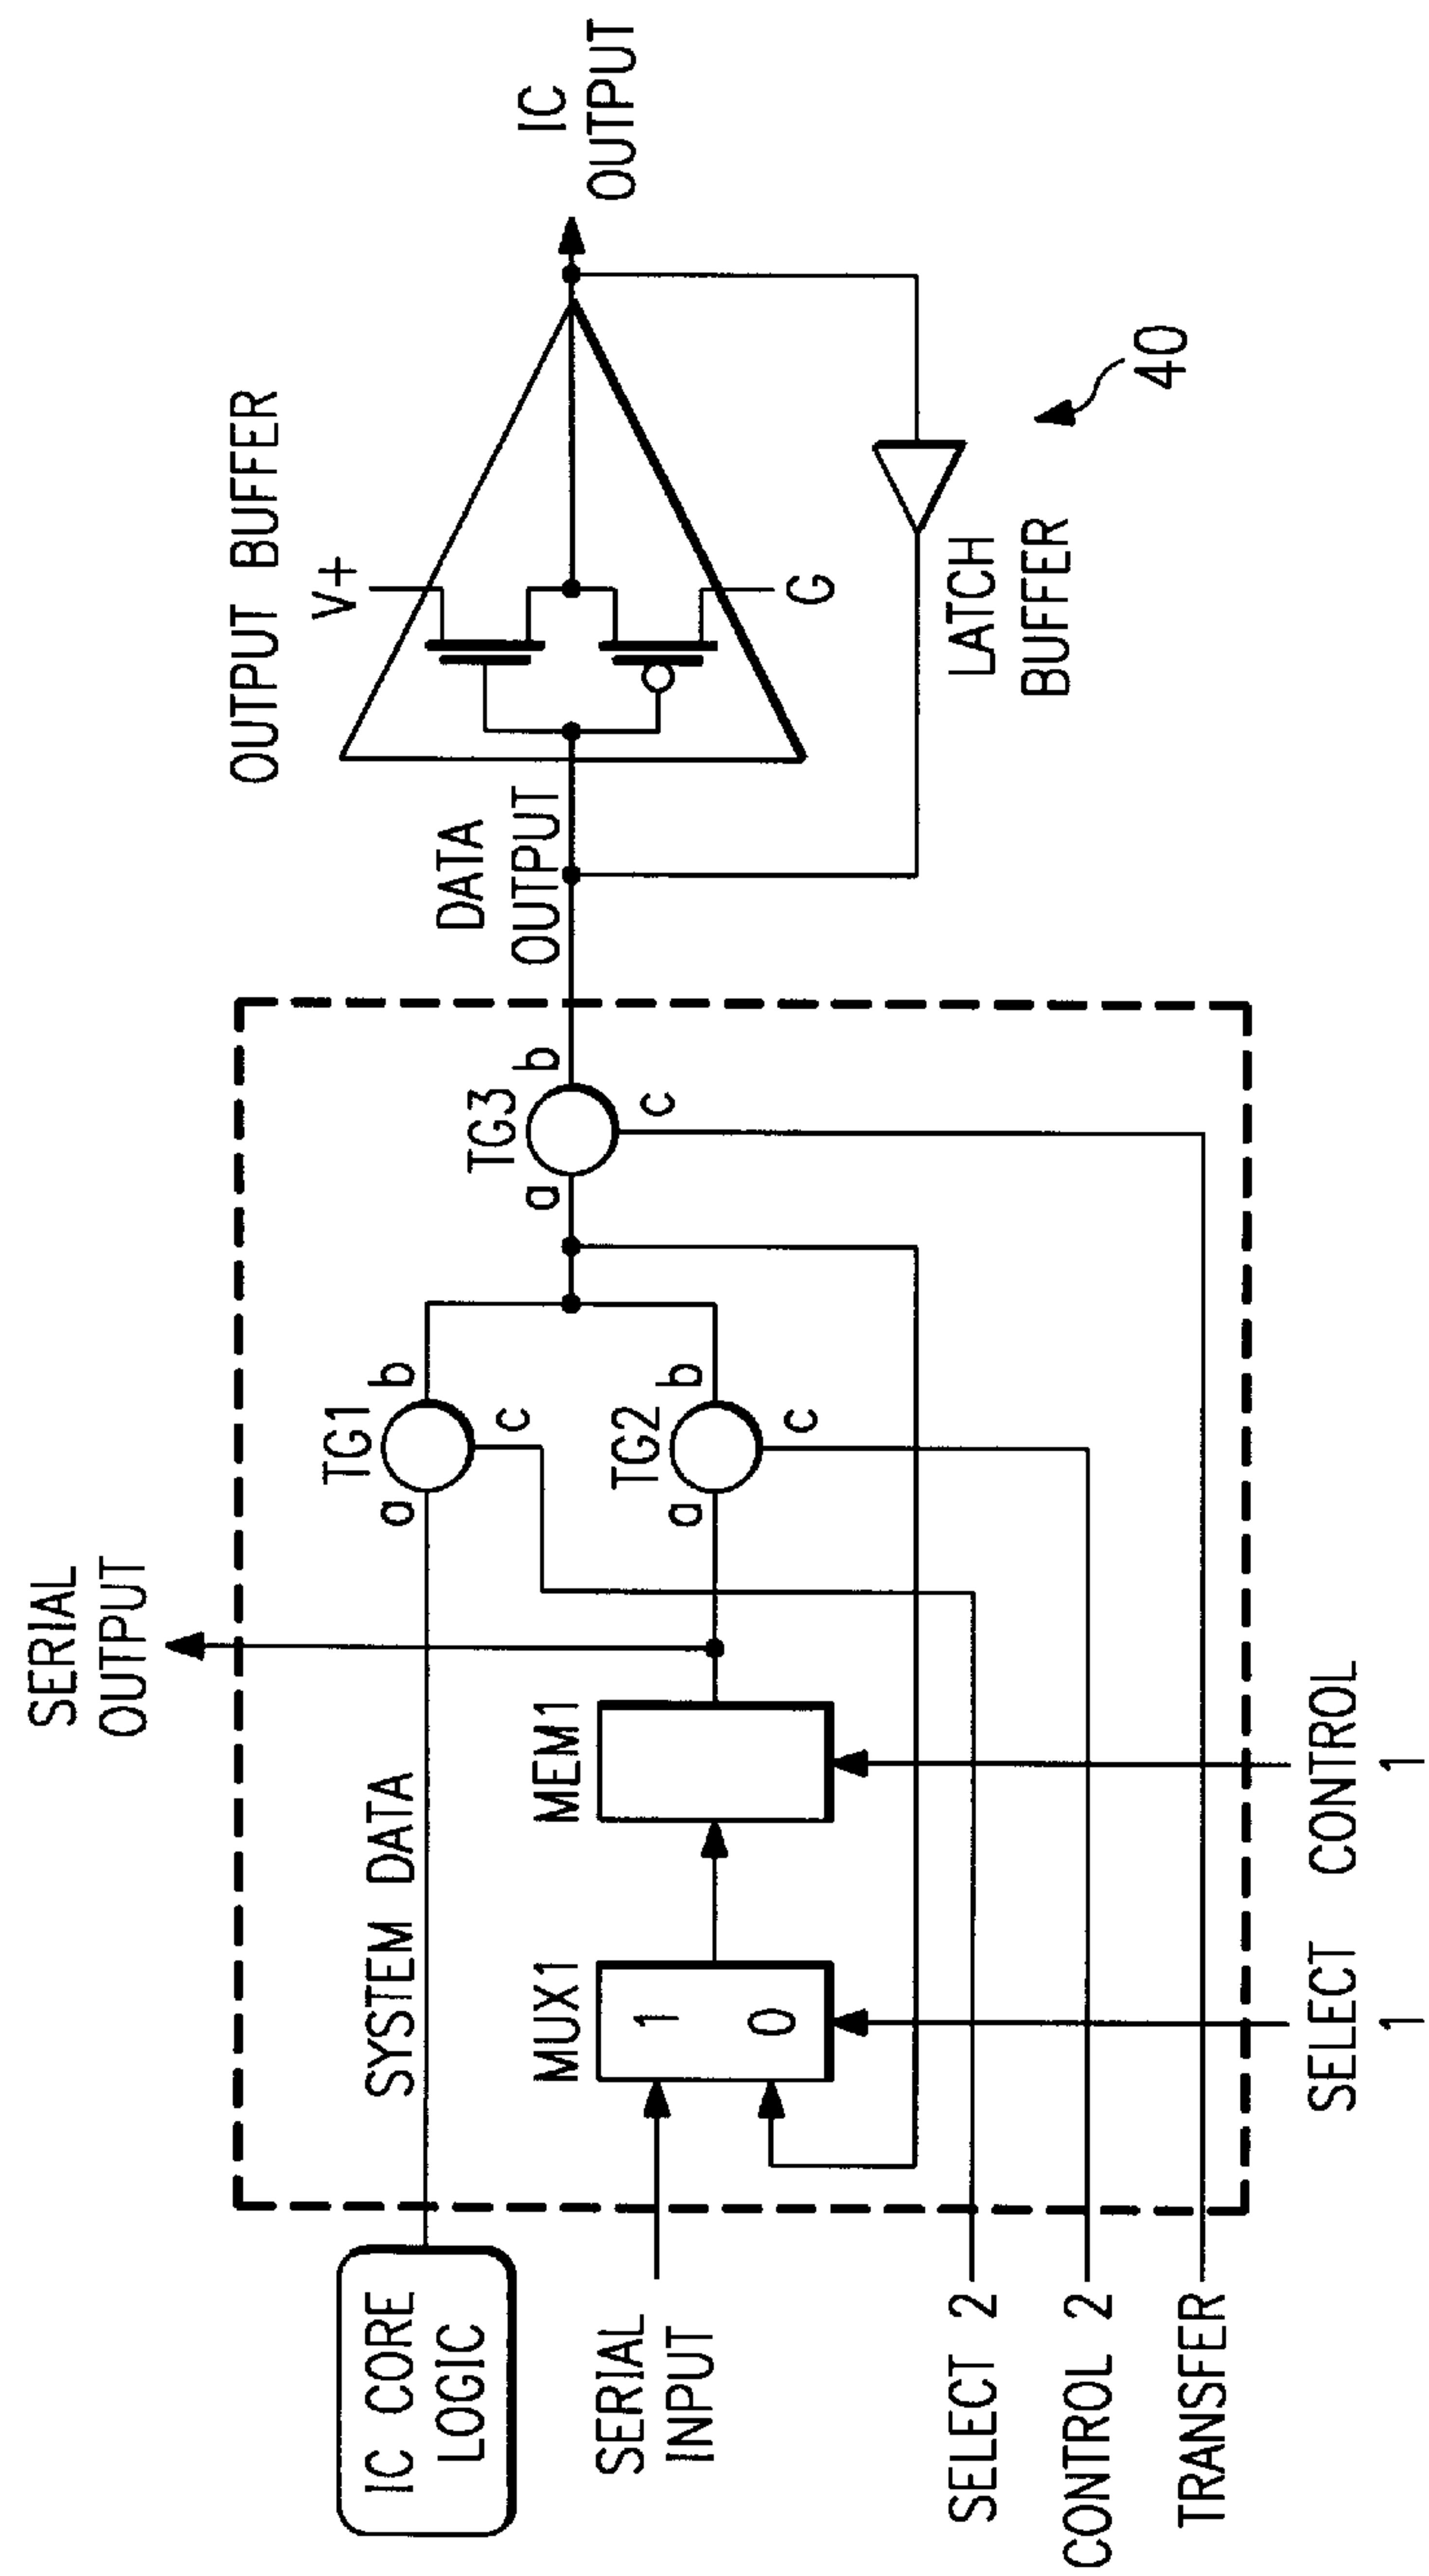 SERIAL
OUTPUT
IC CORE
LOGIC
SYSTEM DATA
a
TG1
b
c
SERIAL
INPUT
MUX1
1
0
MEM1
a
TG2
b
c
a
TG3
b
c
DATA
OUTPUT
OUTPUT BUFFER
V+
G
IC
OUTPUT
LATCH
BUFFER
40
SELECT 2
CONTROL 2
TRANSFER
SELECT
1
CONTROL
1